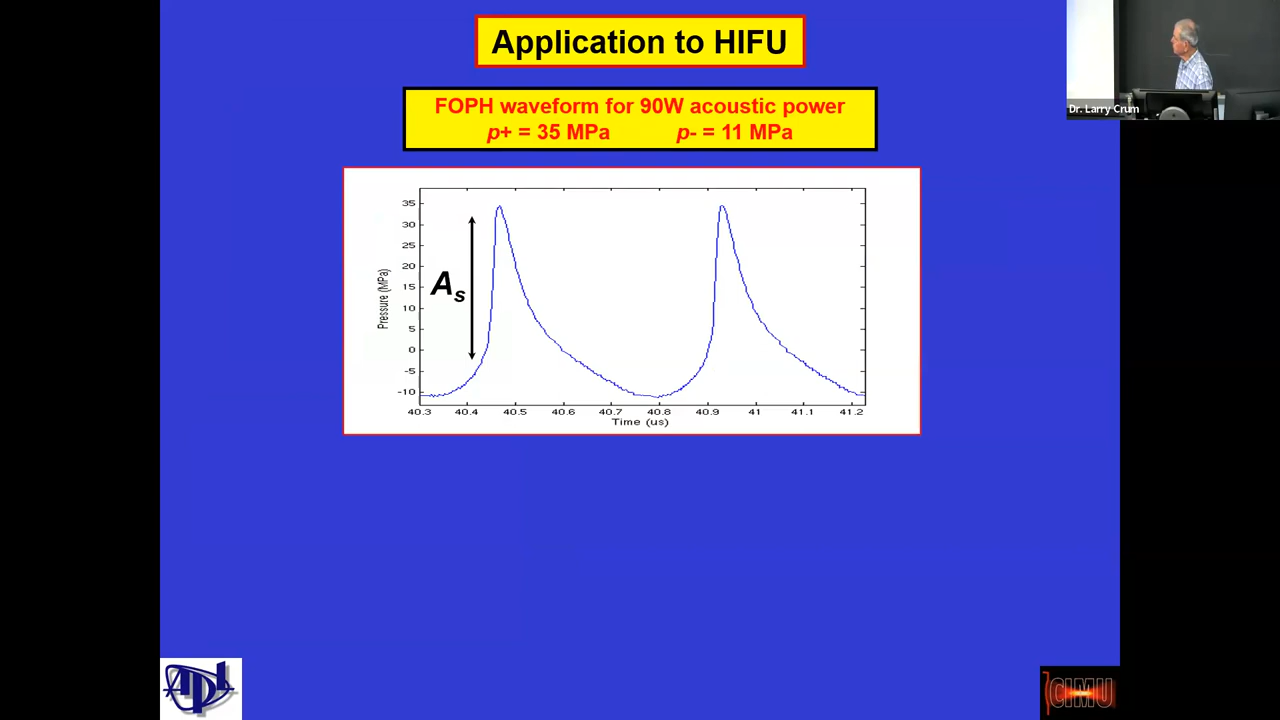 Application to HIFU
FOPH waveform for 90W acoustic power
p+ = 35 MPa p- = 11 MPa
Dr. Larry Crum
35
30
25
20
15
10
5
0
-5
-10
Pressure (MPa)
As
40.3 40.4 40.5 40.6 40.7 40.8 40.9 41 41.1 41.2
Time (us)
APL
CIMU